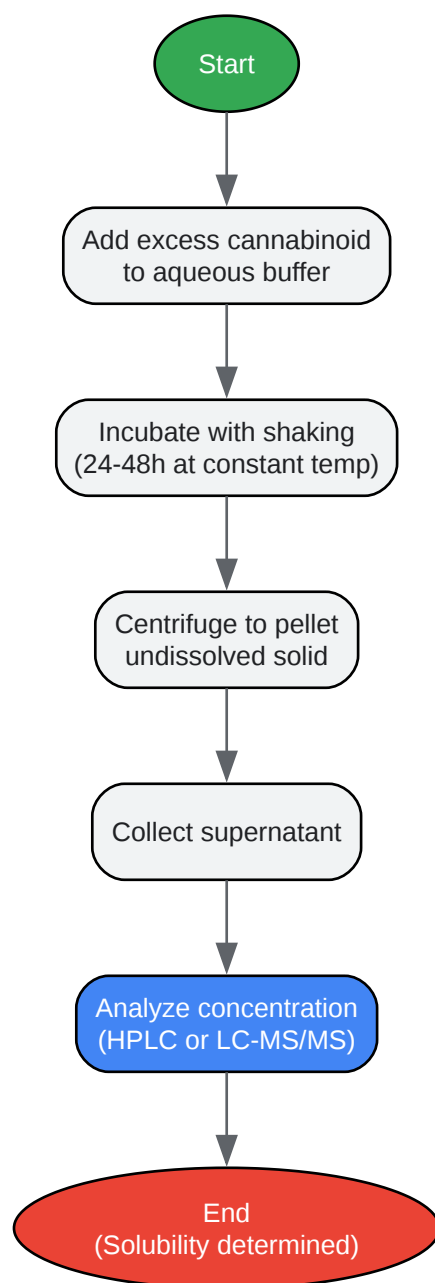 Start
Add excess cannabinoid
to aqueous buffer
Incubate with shaking
(24-48h at constant temp)
Centrifuge to pellet
undissolved solid
Collect supernatant
Analyze concentration
(HPLC or LC-MS/MS)
End
(Solubility determined)